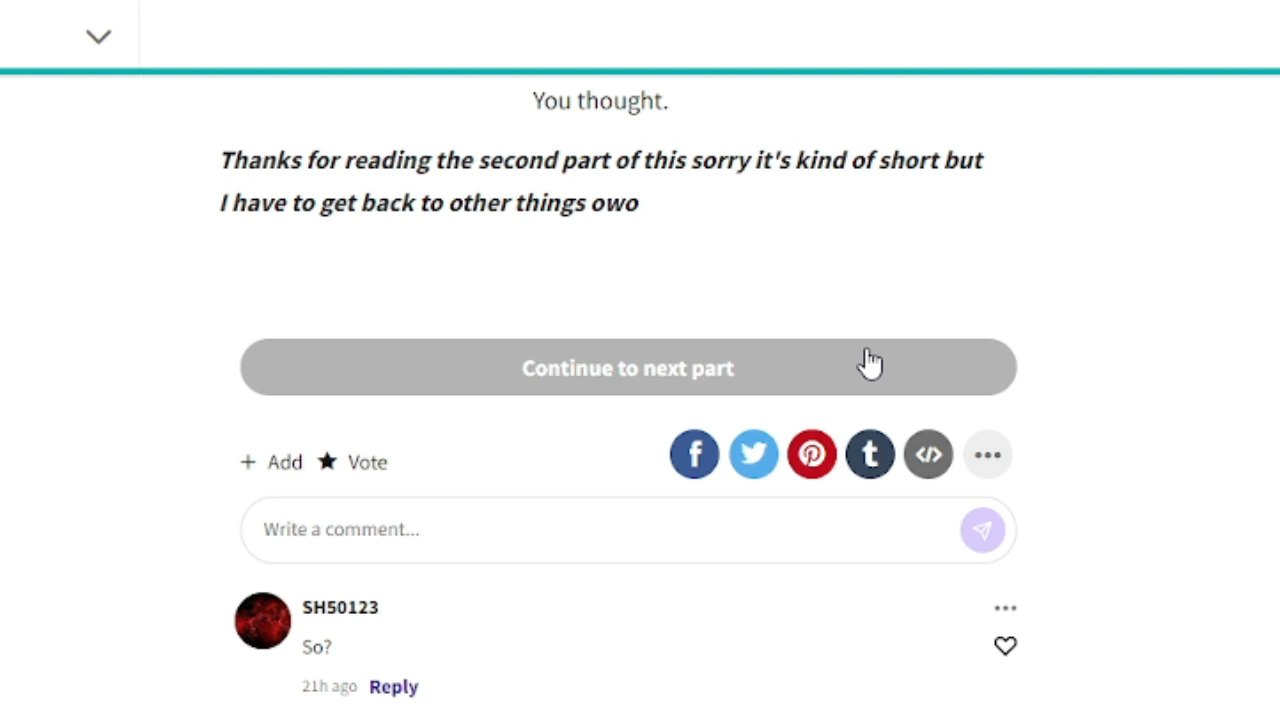 You thought.
Thanks for reading the second part of this sorry it's kind of short but
I have to get back to other things owo
Continue to next part
+ Add ★ Vote
Write a comment...
SH50123
So?
21h ago Reply